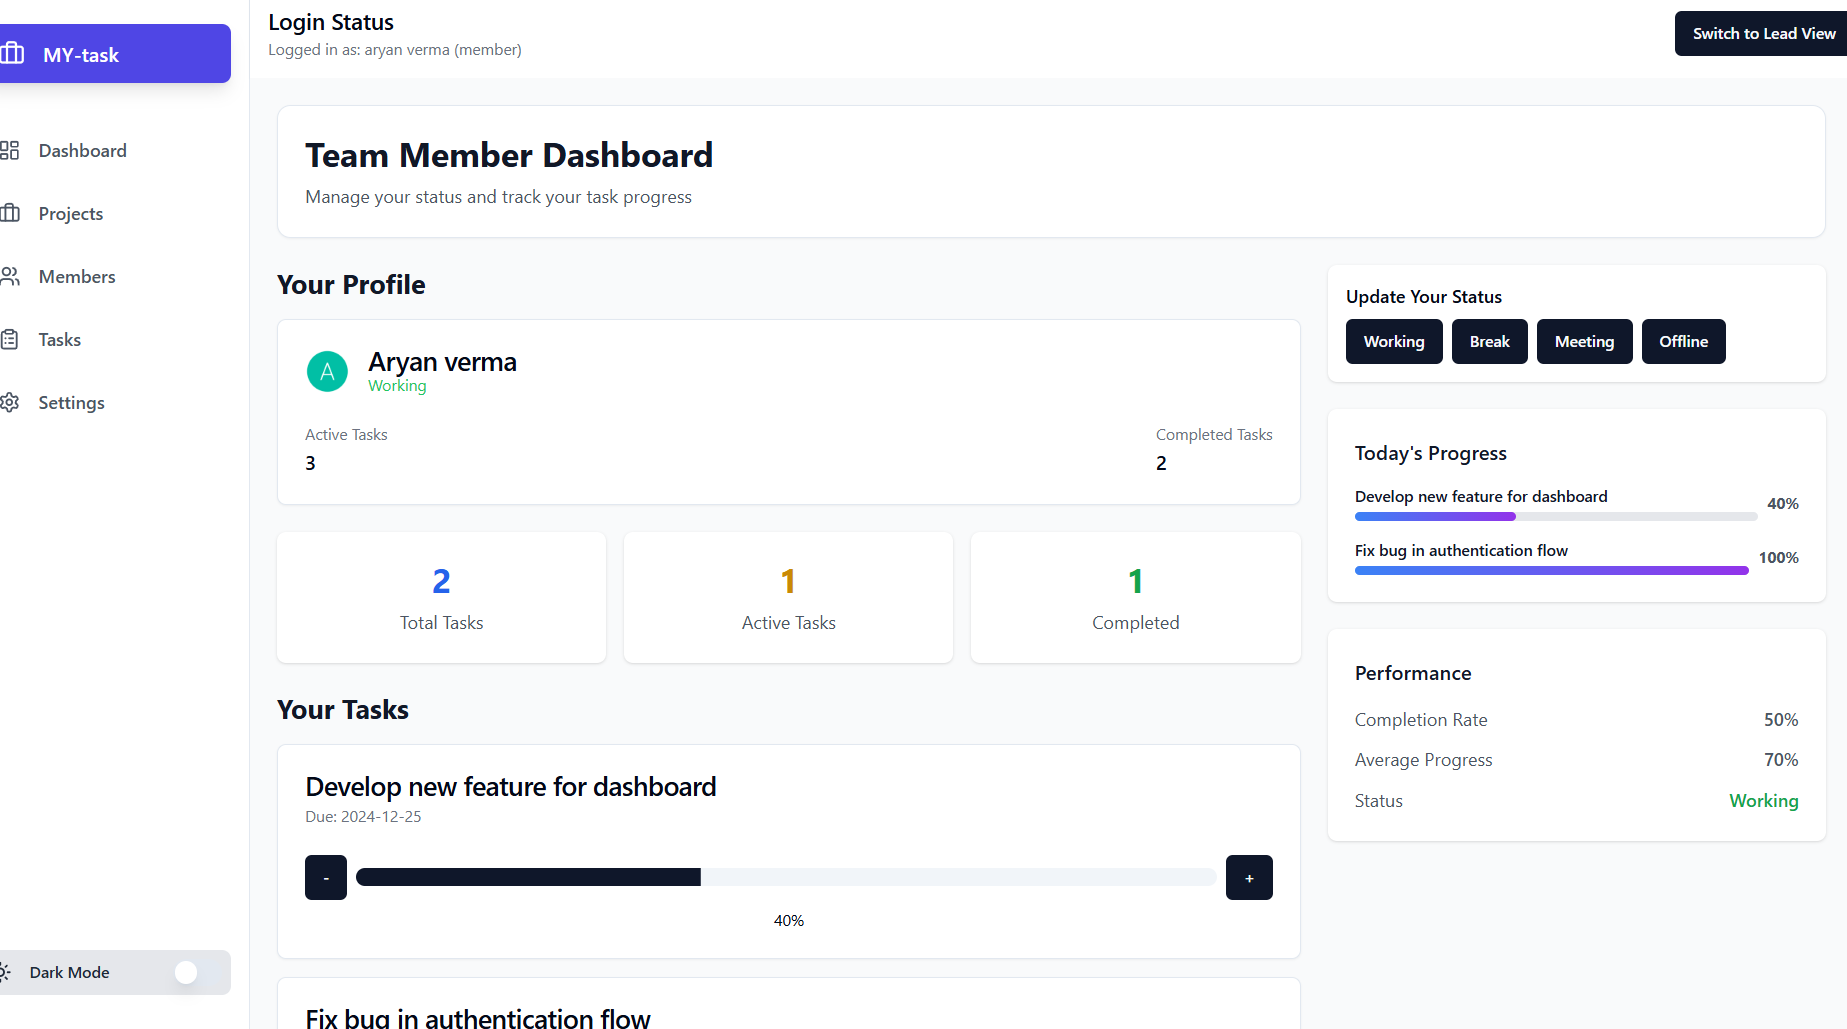 MY-task
Dashboard
Projects
Members
Tasks
Settings
Dark Mode
Login Status
Logged in as: aryan verma (member)
Switch to Lead View
Team Member Dashboard
Manage your status and track your task progress
Your Profile
A
Aryan verma
Working
Active Tasks
3
Completed Tasks
2
2
Total Tasks
1
Active Tasks
1
Completed
Your Tasks
Develop new feature for dashboard
Due: 2024-12-25
-
+
40%
Fix bug in authentication flow
Update Your Status
Working
Break
Meeting
Offline
Today's Progress
Develop new feature for dashboard
40%
Fix bug in authentication flow
100%
Performance
Completion Rate
50%
Average Progress
70%
Status
Working